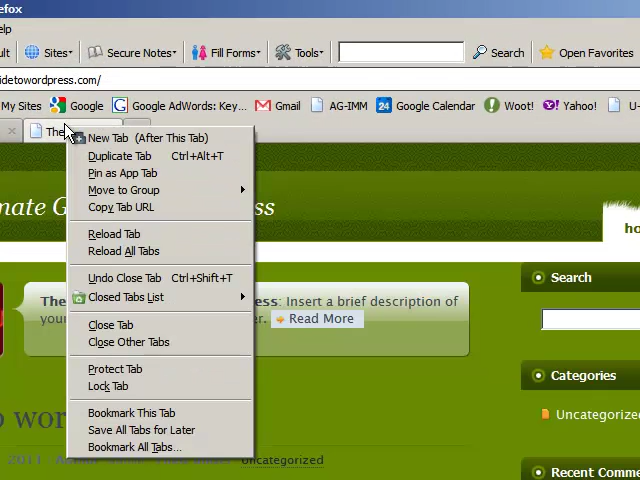 efox
elp
ult Sites Secure Notes Fill Forms Tools Search Open Favorites
idetowordpress.com/
My Sites Google Google AdWords: Key... Gmail AG-IMM Google Calendar Woot! Yahoo! U-
The
New Tab (After This Tab)
Duplicate Tab Ctrl+Alt+T
Pin as App Tab
Move to Group
Copy Tab URL
Reload Tab
Reload All Tabs
Undo Close Tab Ctrl+Shift+T
Closed Tabs List
Close Tab
Close Other Tabs
Protect Tab
Lock Tab
Bookmark This Tab
Save All Tabs for Later
Bookmark All Tabs...
mate G ess
ho
The ess: Insert a brief description of
your er. Read More
Search
Categories
Uncategorize
o wor
2011 uncategorized
Recent Comme